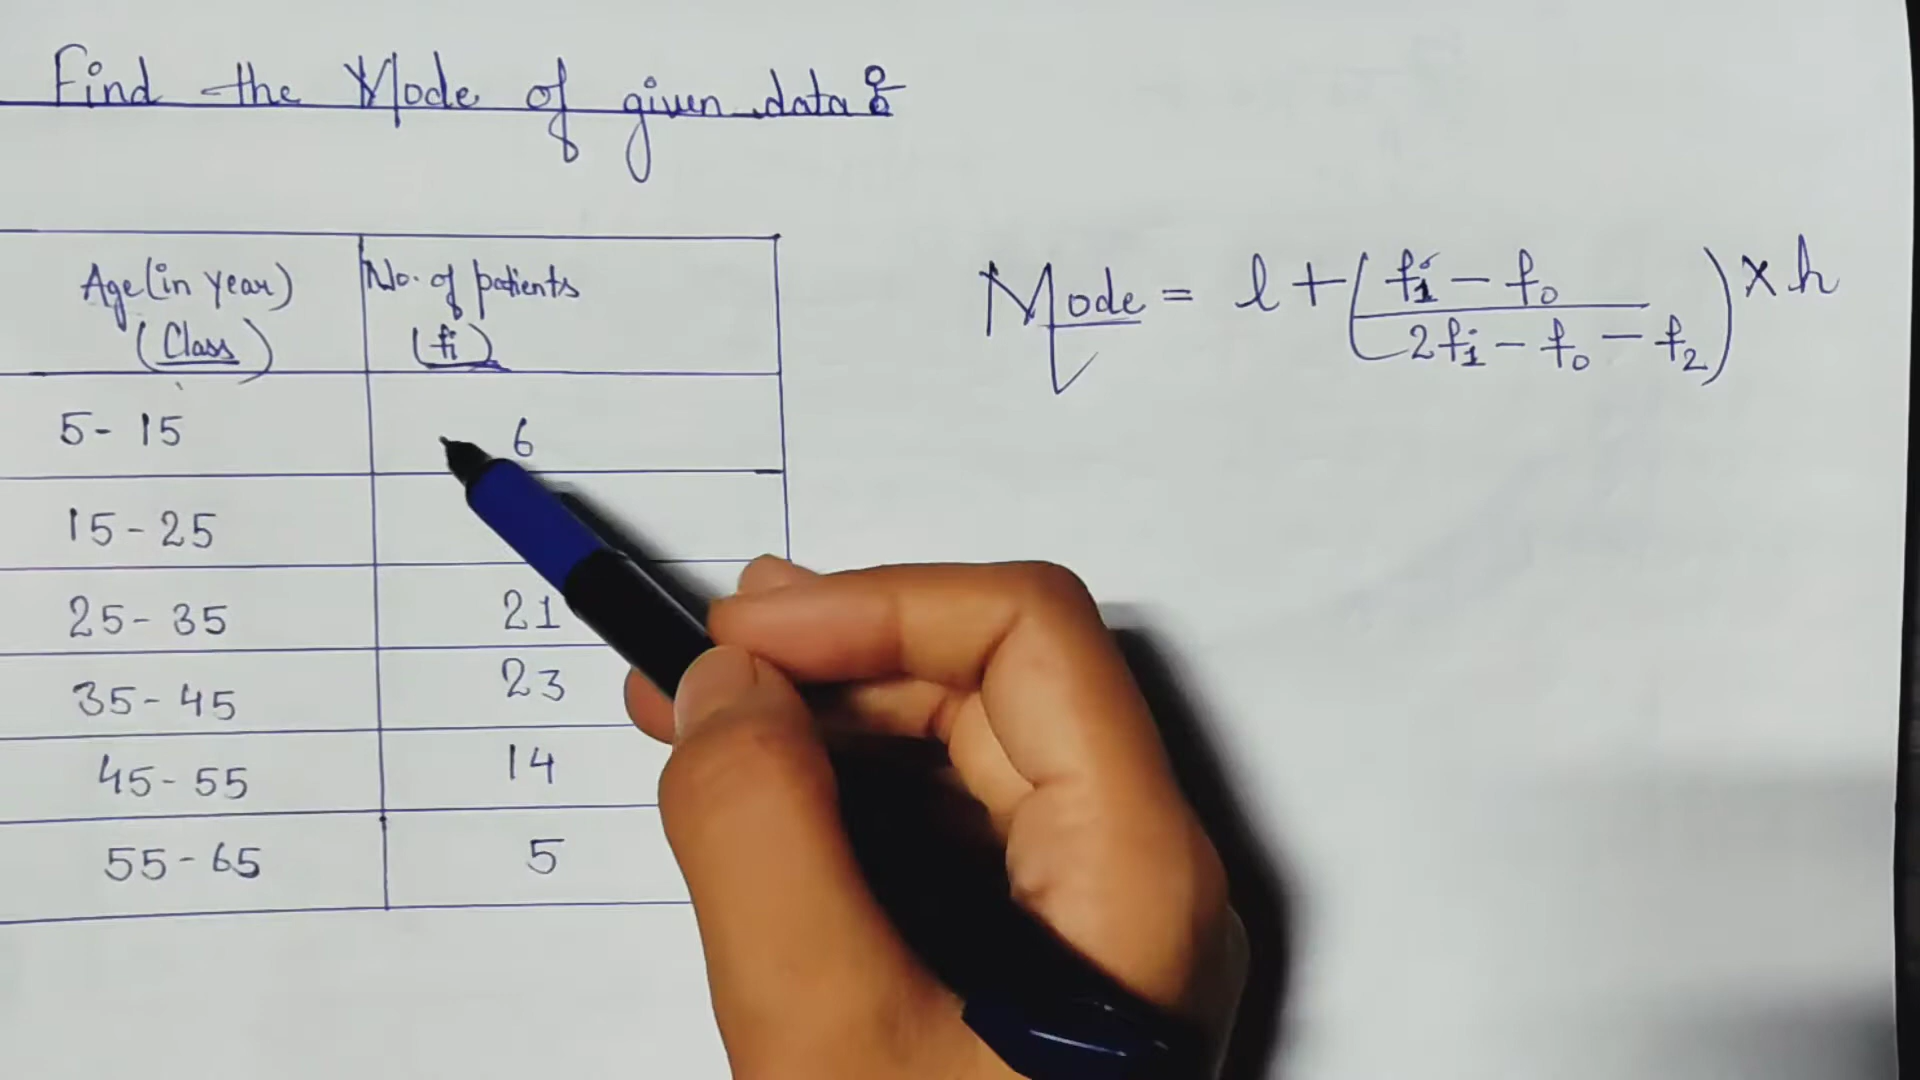 Find the Mode of given data :-
Age (in year) (Class) No. of patients (fi)
5 - 15 6
15 - 25
25 - 35 21
35 - 45 23
45 - 55 14
55 - 65 5
Mode = l + ( f1 - f0 / 2f1 - f0 - f2 ) × h